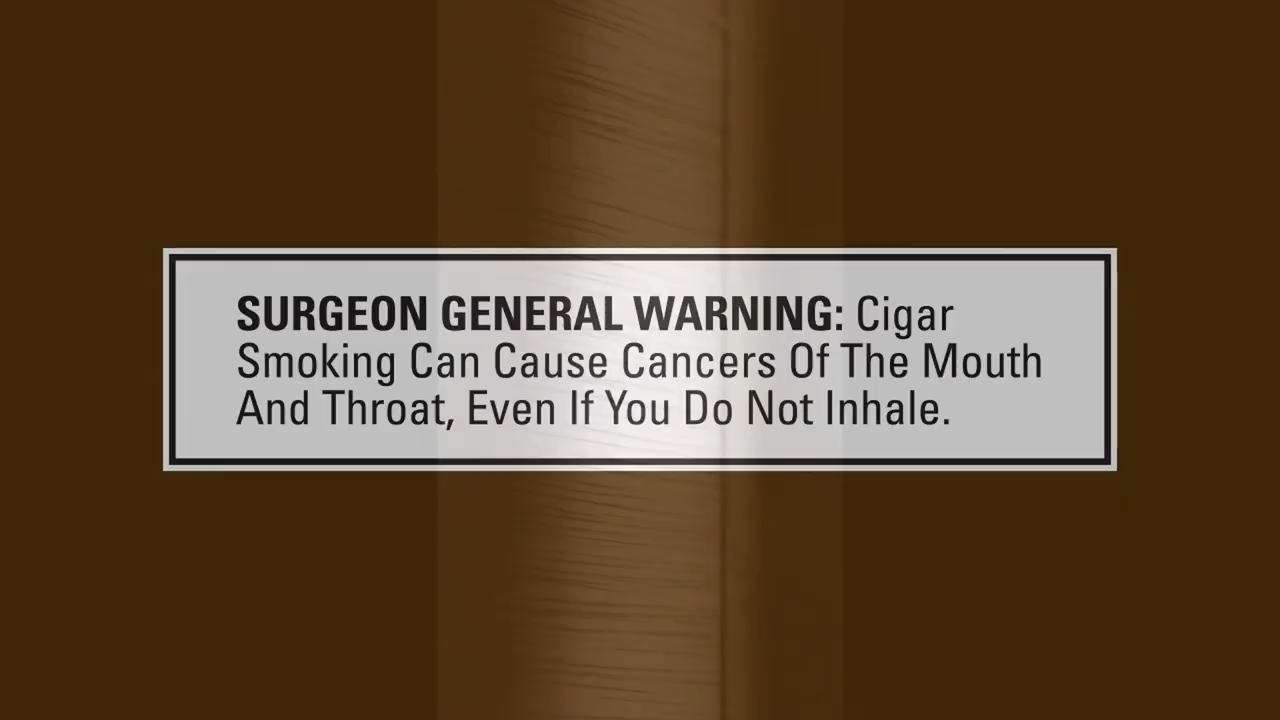 SURGEON GENERAL WARNING: Cigar
Smoking Can Cause Cancers Of The Mouth
And Throat, Even If You Do Not Inhale.